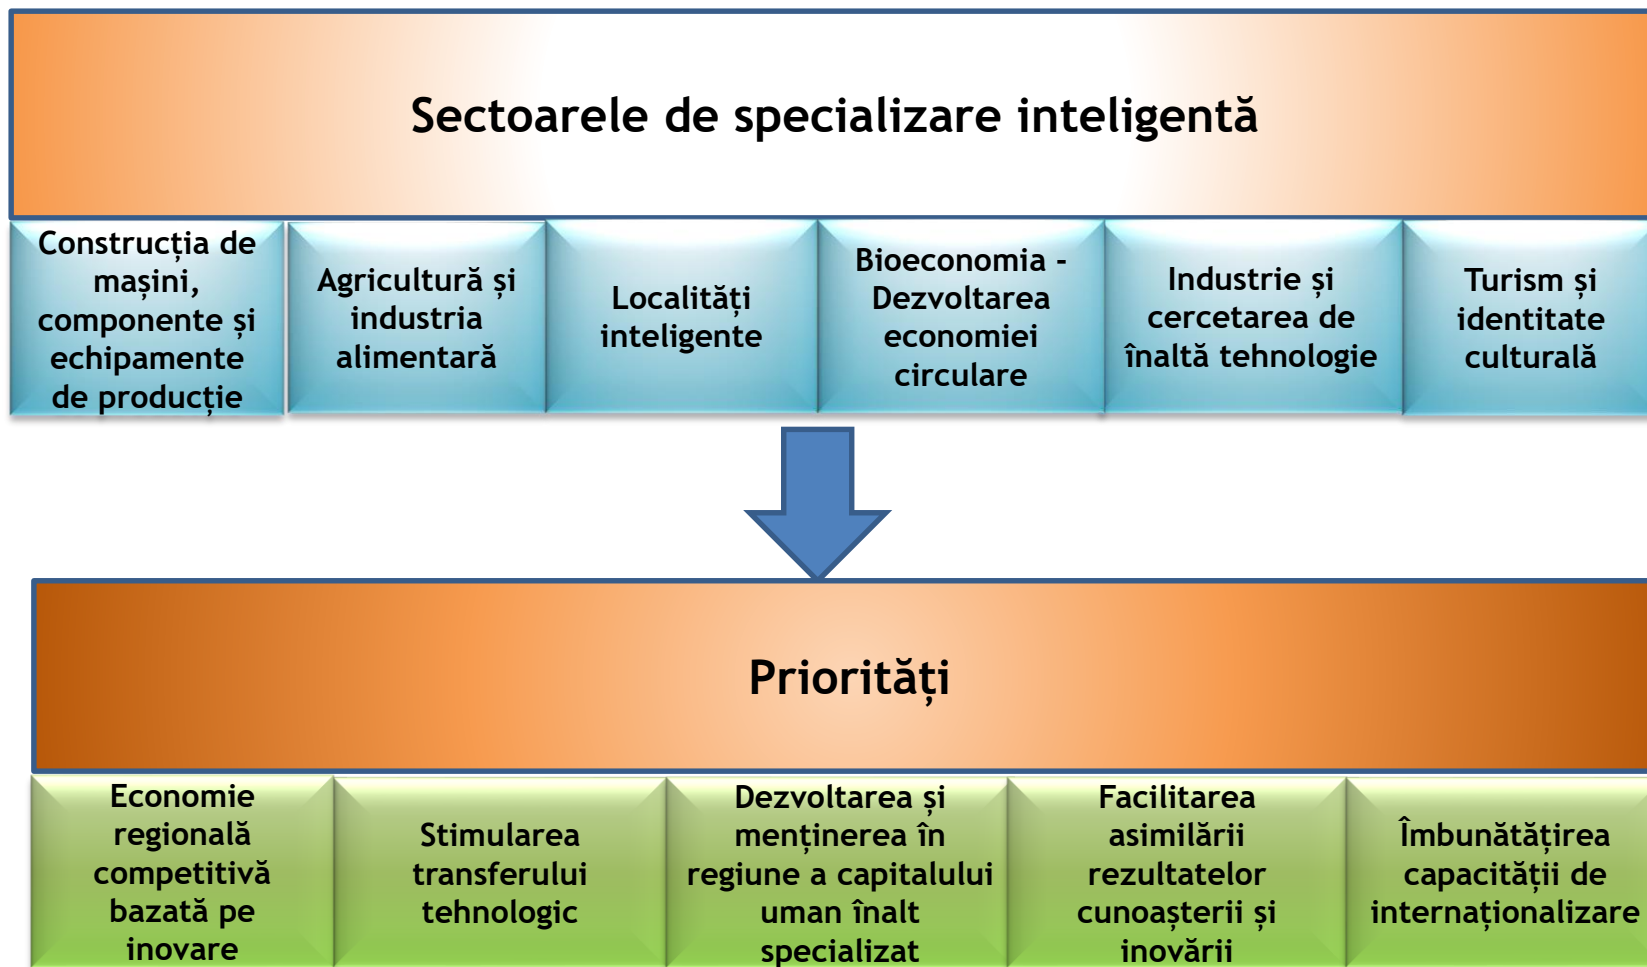 Sectoarele de specializare inteligentă
Construcția de
mașini,
componente și
echipamente
de producție
Agricultură și
industria
alimentară
Localități
inteligente
Bioeconomia -
Dezvoltarea
economiei
circulare
Industrie și
cercetarea de
înaltă tehnologie
Turism și
identitate
culturală
Priorități
Economie
regională
competitivă
bazată pe
inovare
Stimularea
transferului
tehnologic
Dezvoltarea și
menținerea în
regiune a capitalului
uman înalt
specializat
Facilitarea
asimilării
rezultatelor
cunoașterii și
inovării
Îmbunătățirea
capacității de
internaționalizare